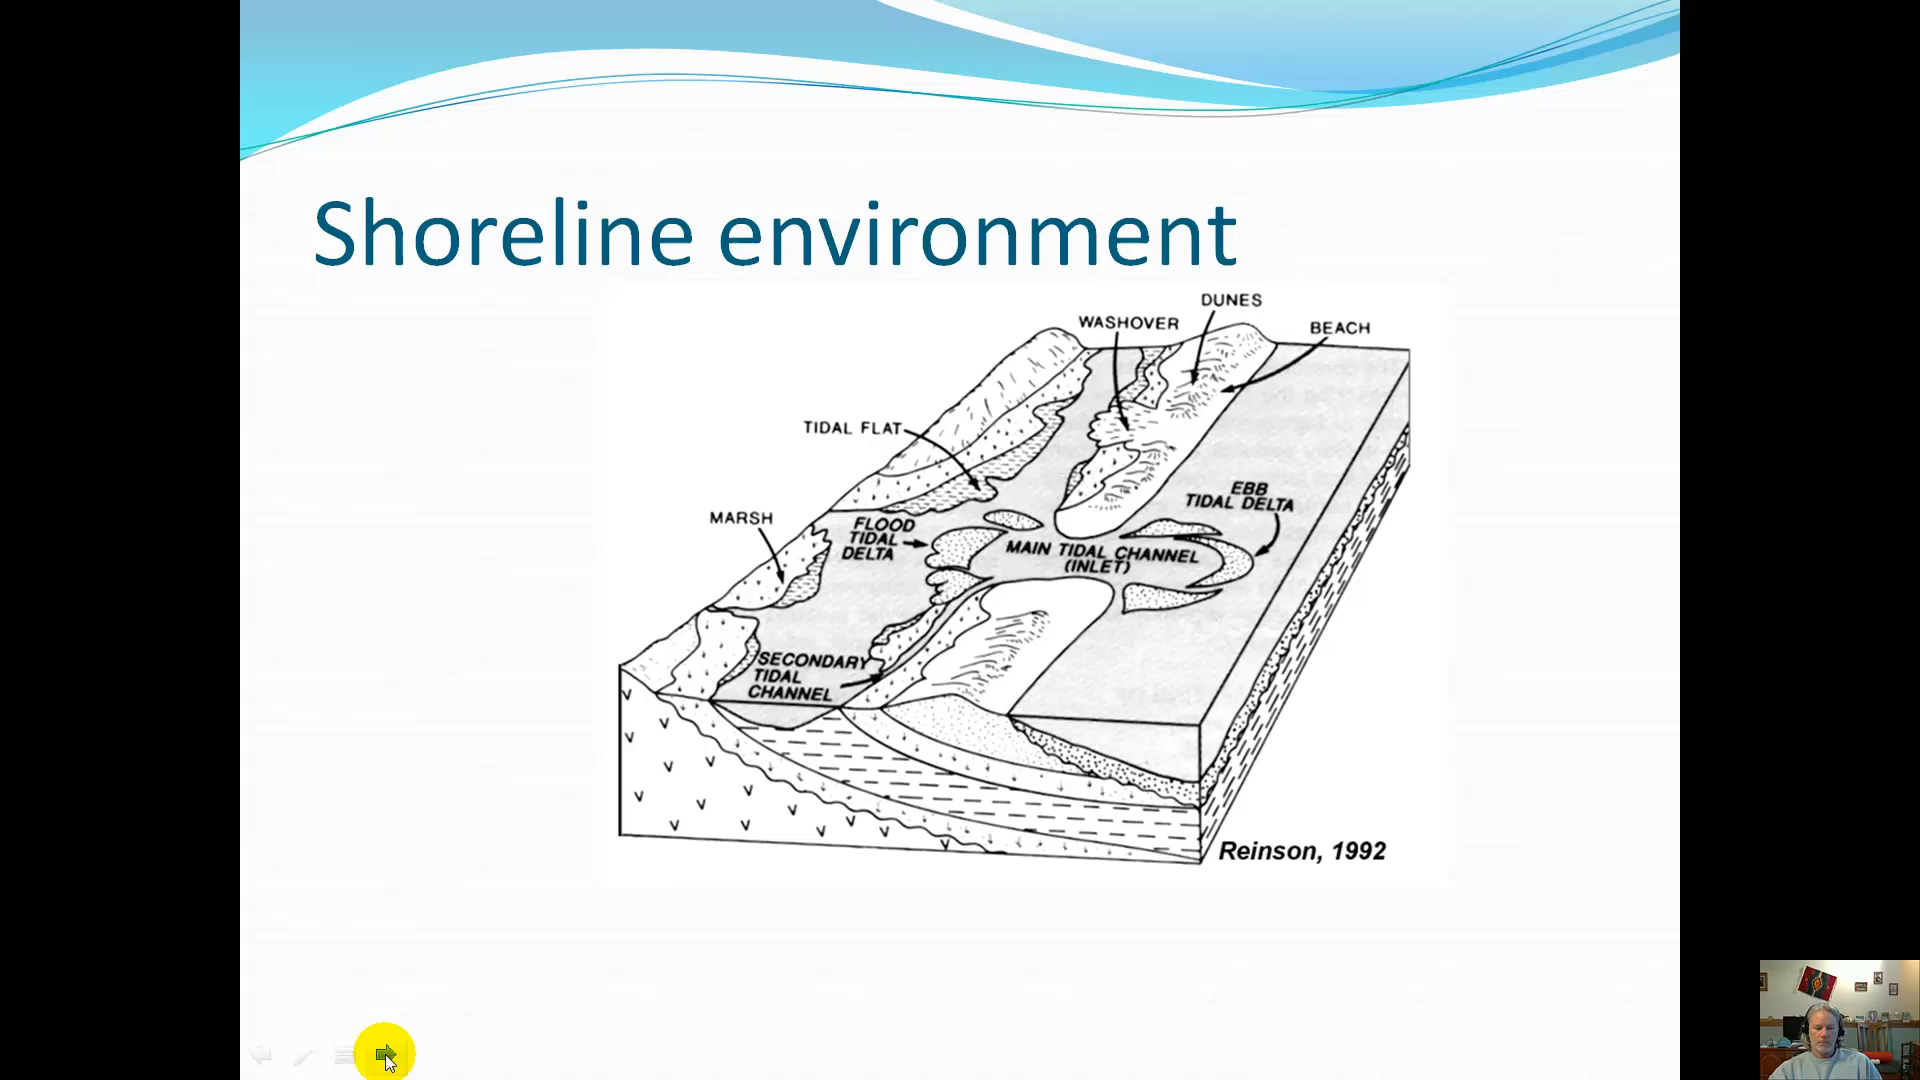 Shoreline environment
DUNES
WASHOVER
BEACH
TIDAL FLAT
EBB
TIDAL DELTA
MARSH
FLOOD
TIDAL
DELTA
MAIN TIDAL CHANNEL
(INLET)
SECONDARY
TIDAL
CHANNEL
Reinson, 1992